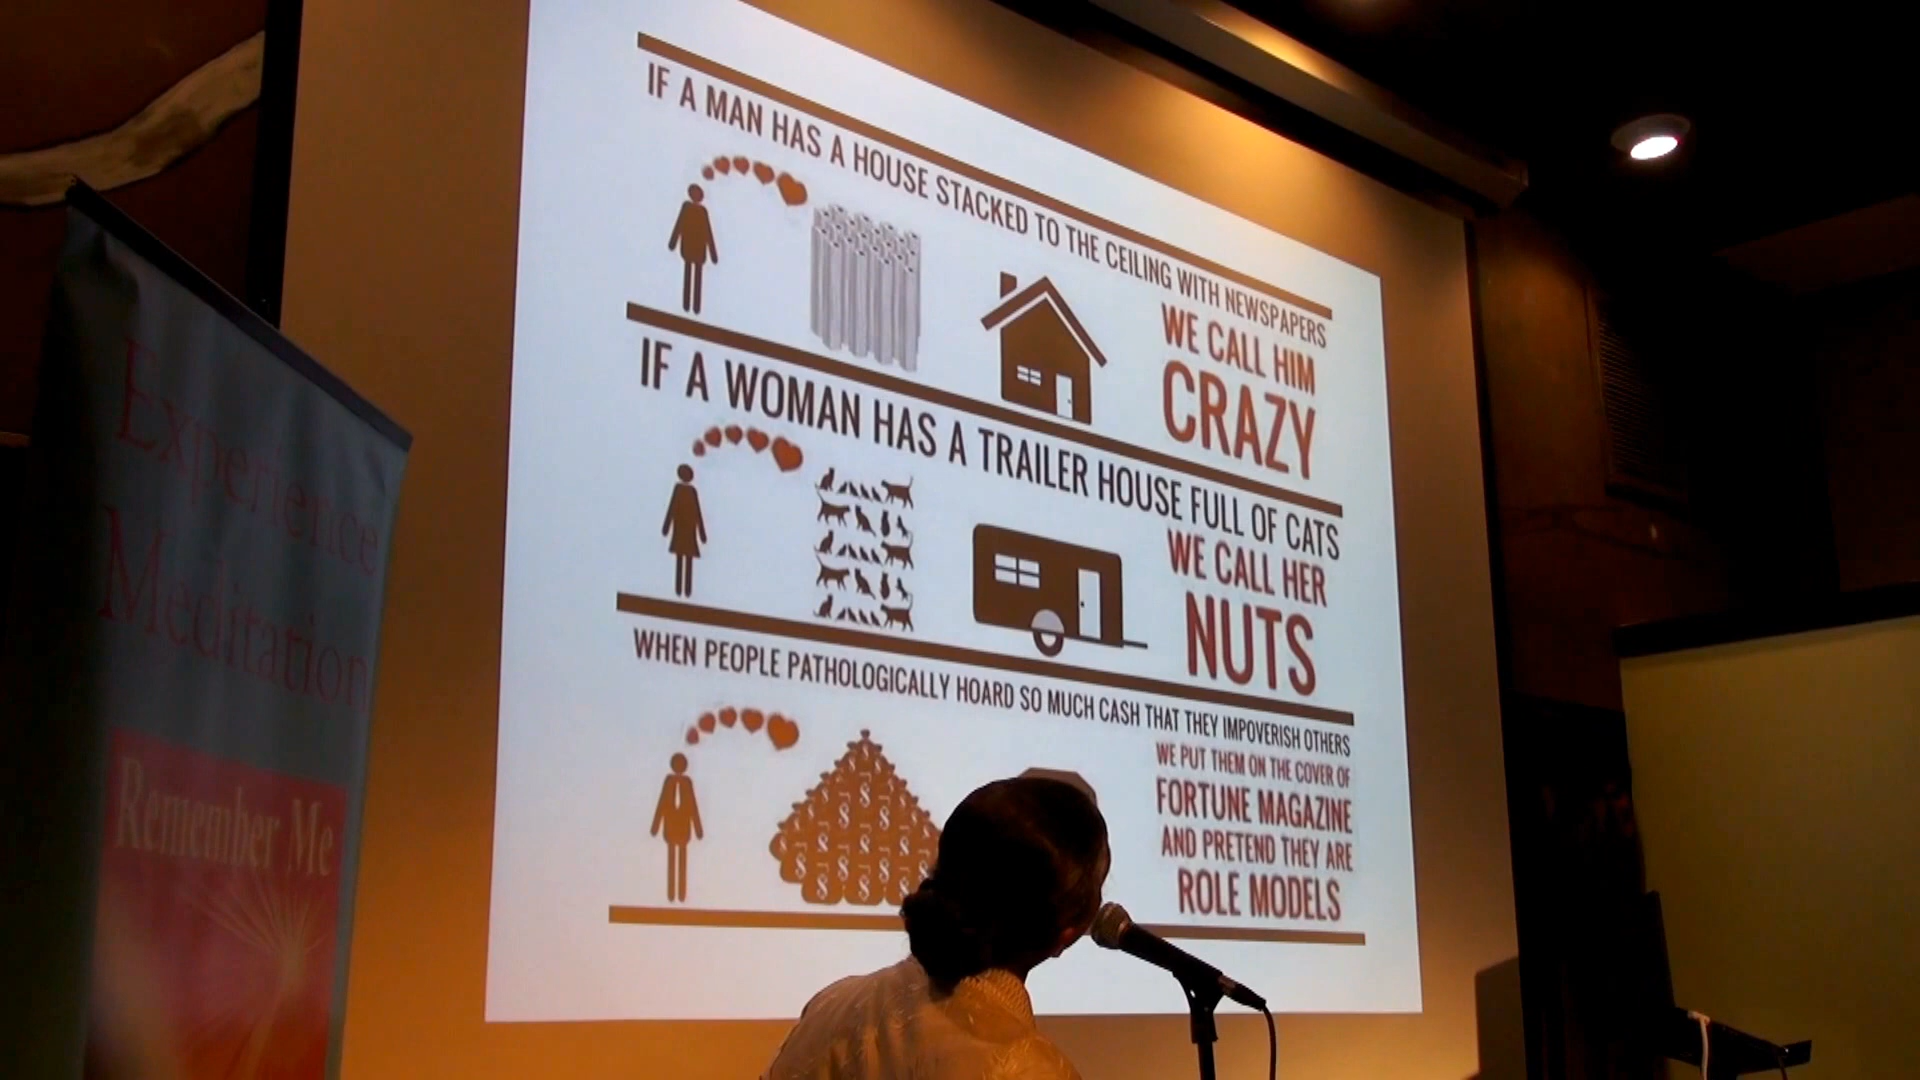 IF A MAN HAS A HOUSE STACKED TO THE CEILING WITH NEWSPAPERS
WE CALL HIM
CRAZY
IF A WOMAN HAS A TRAILER HOUSE FULL OF CATS
WE CALL HER
NUTS
WHEN PEOPLE PATHOLOGICALLY HOARD SO MUCH CASH THAT THEY IMPOVERISH OTHERS
WE PUT THEM ON THE COVER OF
FORTUNE MAGAZINE
AND PRETEND THEY ARE
ROLE MODELS
Experience
Meditation
Remember Me